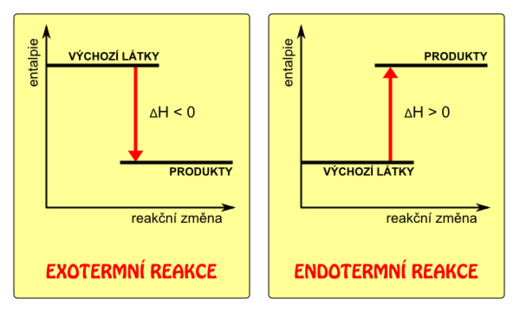 entalpie
VÝCHOZÍ LÁTKY
ΔH < 0
PRODUKTY
reakční změna
EXOTERMNÍ REAKCE
entalpie
PRODUKTY
ΔH > 0
VÝCHOZÍ LÁTKY
reakční změna
ENDOTERMNÍ REAKCE